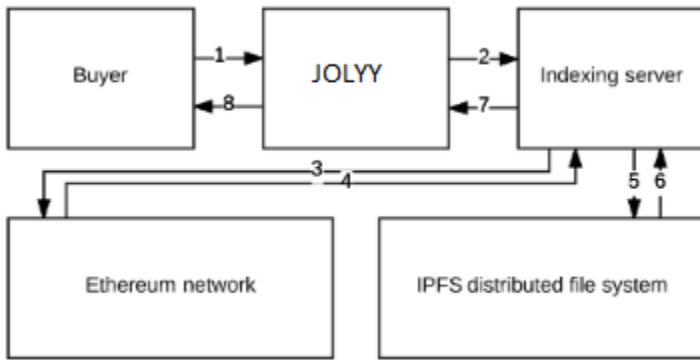 Buyer
1
JOLYY
2
Indexing server
8
7
3
4
5
6
Ethereum network
IPFS distributed file system